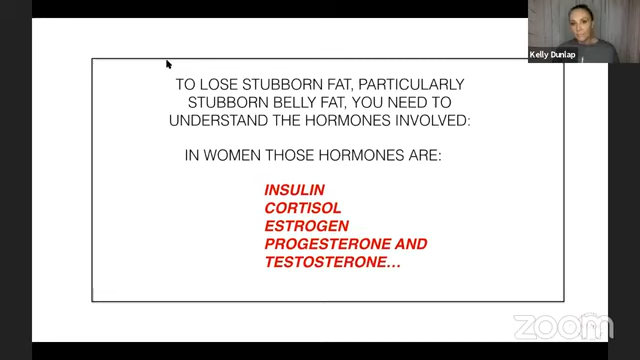 Kelly Dunlap
TO LOSE STUBBORN FAT, PARTICULARLY
STUBBORN BELLY FAT, YOU NEED TO
UNDERSTAND THE HORMONES INVOLVED:
IN WOMEN THOSE HORMONES ARE:
INSULIN
CORTISOL
ESTROGEN
PROGESTERONE AND
TESTOSTERONE...
zoom